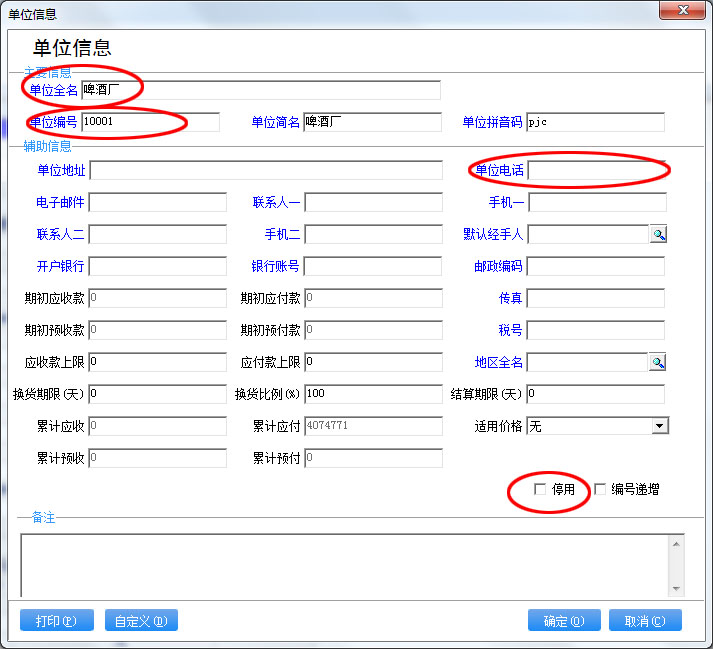 单位信息
单位信息
主要信息
单位全名 啤酒厂
单位编号 10001 单位简名 啤酒厂 单位拼音码 pjc
辅助信息
单位地址 单位电话
电子邮件 联系人一 手机一
联系人二 手机二 默认经手人
开户银行 银行账号 邮政编码
期初应收款 0 期初应付款 0 传真
期初预收款 0 期初预付款 0 税号
应收款上限 0 应付款上限 0 地区全名
换货期限(天) 0 换货比例(%) 100 结算期限(天) 0
累计应收 0 累计应付 4074771 适用价格 无
累计预收 0 累计预付 0
停用 编号递增
备注
打印(P) 自定义(D) 确定(O) 取消(C)